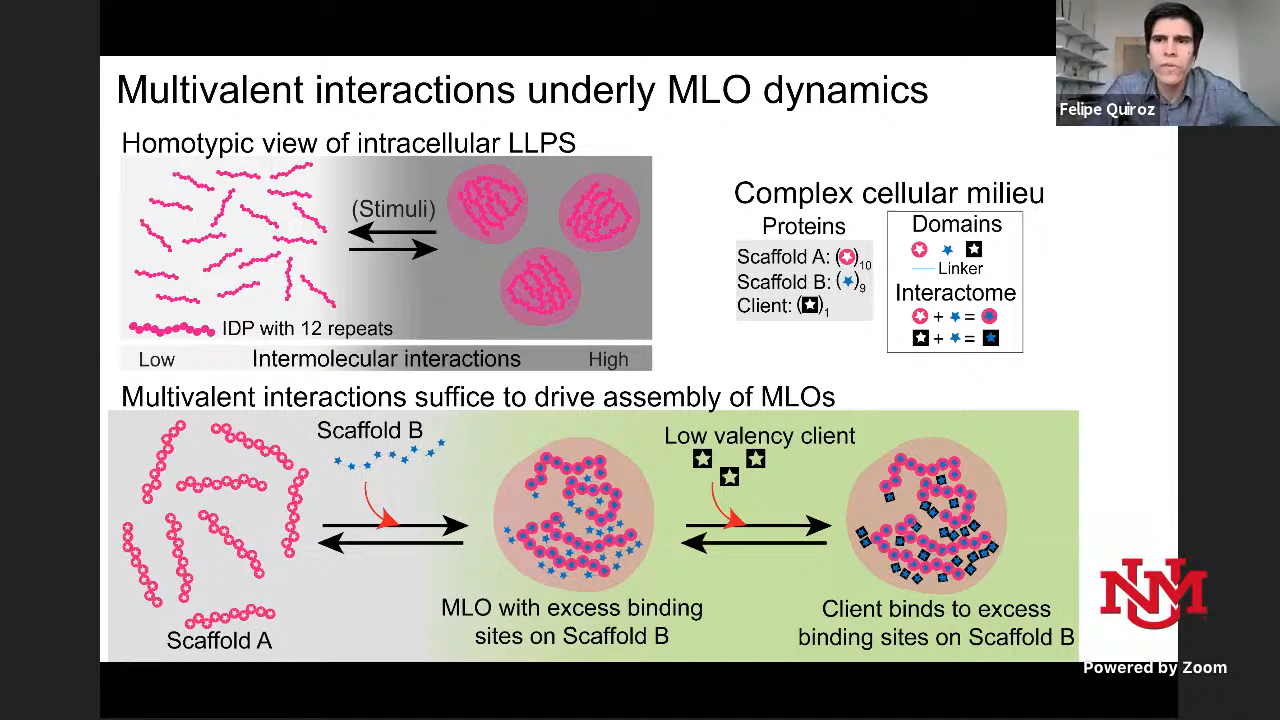 Multivalent interactions underly MLO dynamics
Felipe Quiroz
Homotypic view of intracellular LLPS
(Stimuli)
IDP with 12 repeats
Low
Intermolecular interactions
High
Complex cellular milieu
Proteins
Scaffold A: ( )10
Scaffold B: ( )9
Client: ( )1
Domains
Linker
Interactome
+ =
+ =
Multivalent interactions suffice to drive assembly of MLOs
Scaffold A
Scaffold B
MLO with excess binding
sites on Scaffold B
Low valency client
Client binds to excess
binding sites on Scaffold B
UNM
Powered by Zoom